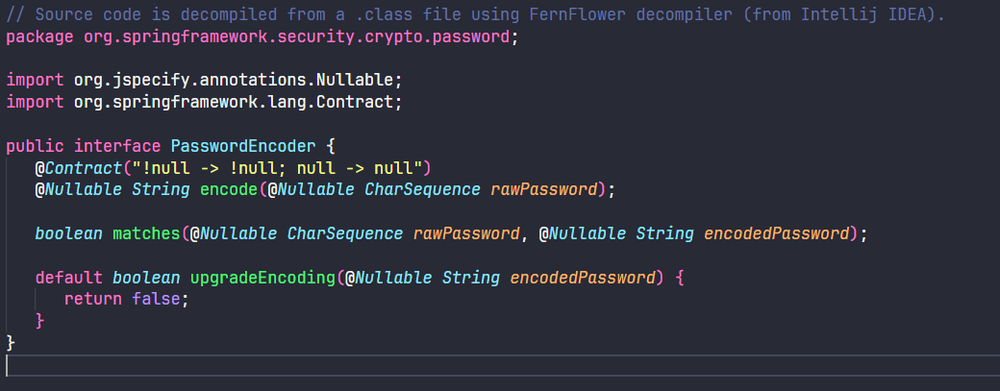 // Source code is decompiled from a .class file using FernFlower decompiler (from Intellij IDEA).
package org.springframework.security.crypto.password;

import org.jspecify.annotations.Nullable;
import org.springframework.lang.Contract;

public interface PasswordEncoder {
   @Contract("!null -> !null; null -> null")
   @Nullable String encode(@Nullable CharSequence rawPassword);

   boolean matches(@Nullable CharSequence rawPassword, @Nullable String encodedPassword);

   default boolean upgradeEncoding(@Nullable String encodedPassword) {
      return false;
   }
}